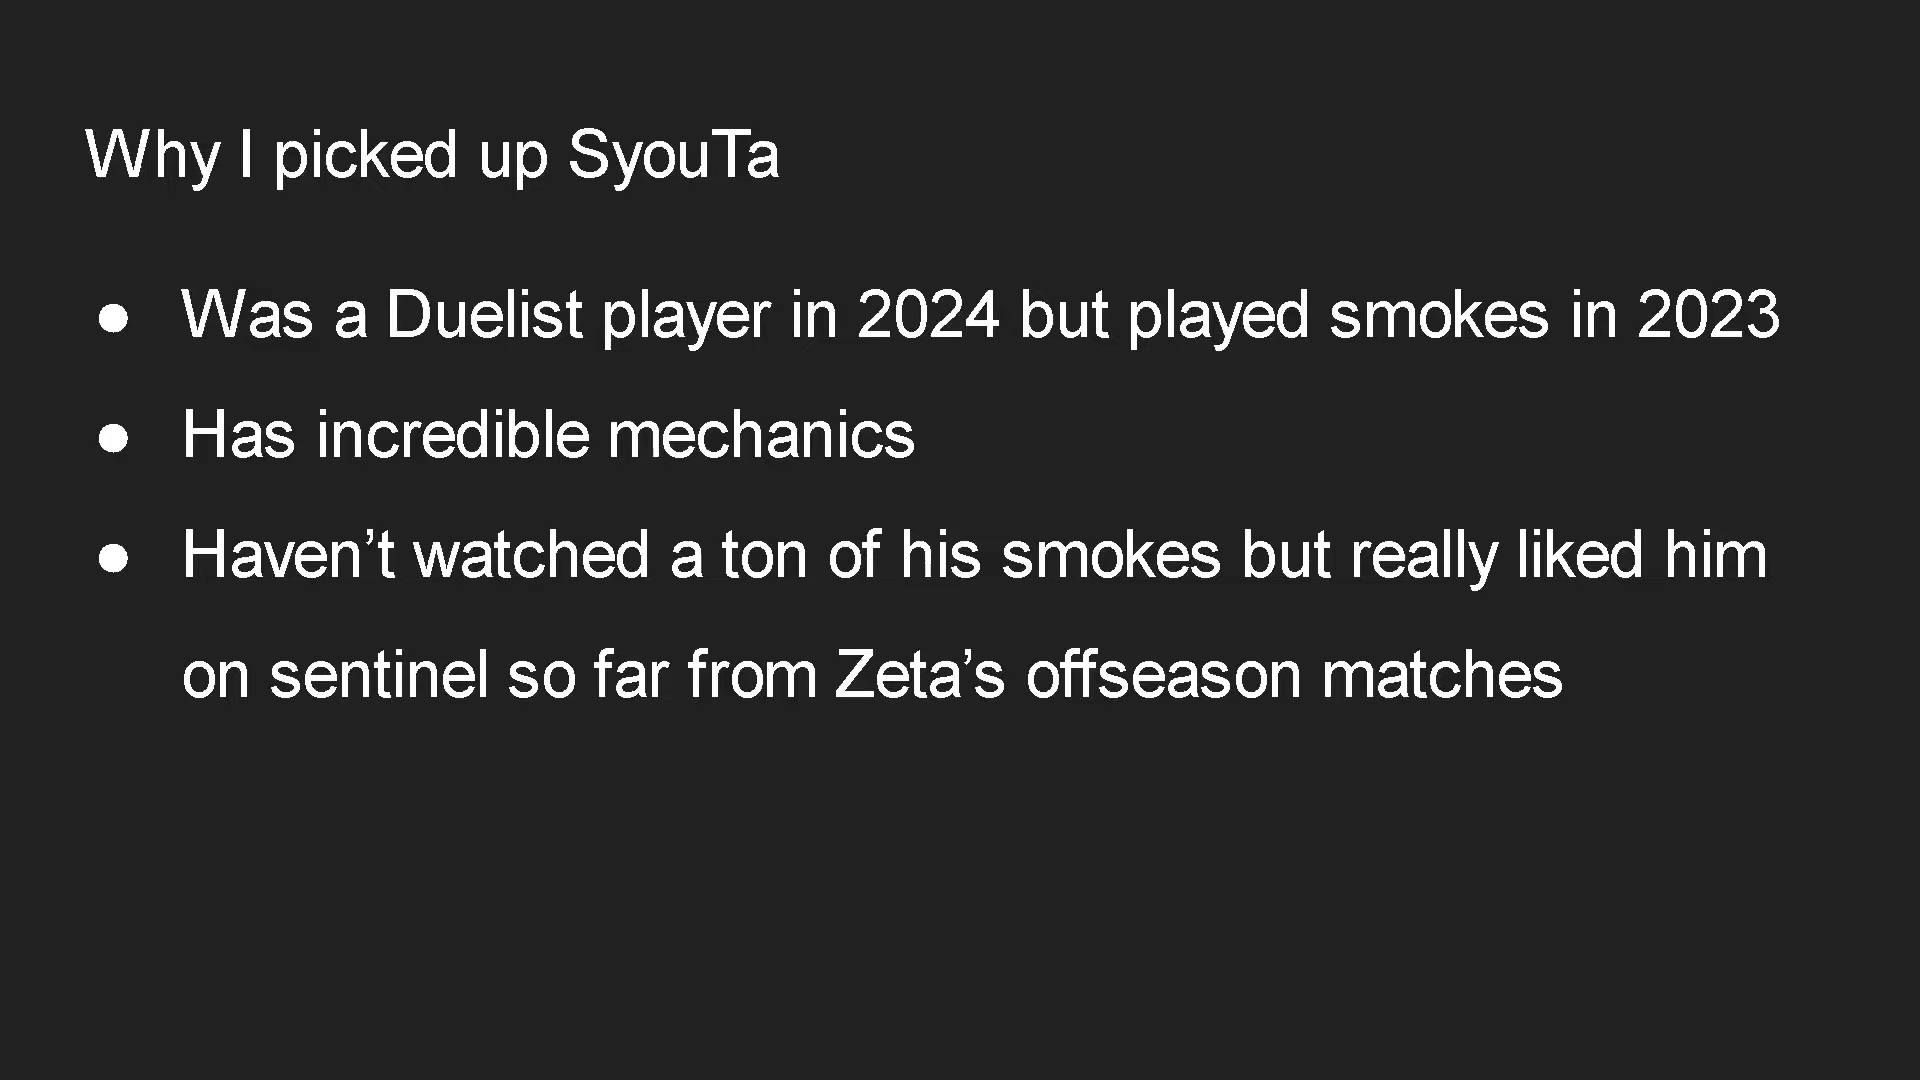 Why I picked up SyouTa
● Was a Duelist player in 2024 but played smokes in 2023
● Has incredible mechanics
● Haven’t watched a ton of his smokes but really liked him
on sentinel so far from Zeta’s offseason matches